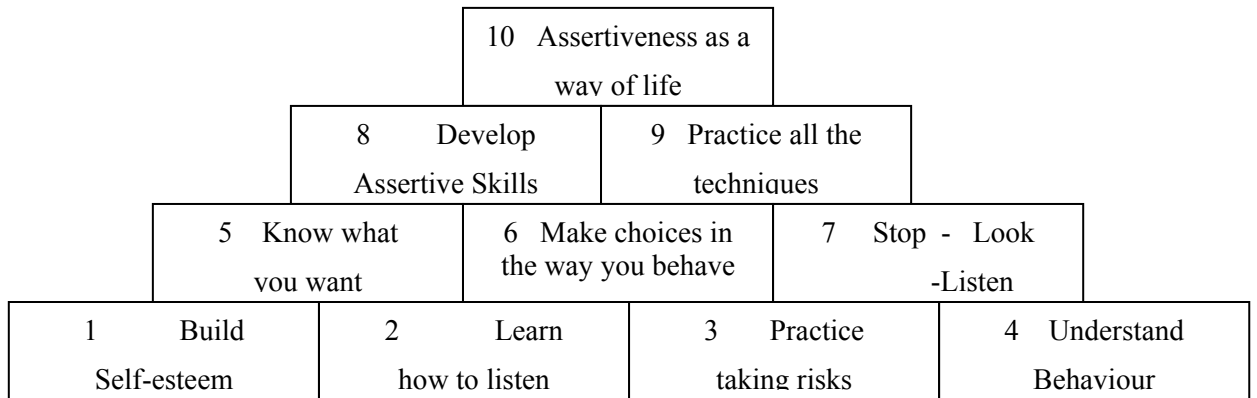 10 Assertiveness as a
way of life
8 Develop
Assertive Skills
9 Practice all the
techniques
5 Know what
you want
6 Make choices in
the way you behave
7 Stop - Look
-Listen
1 Build
Self-esteem
2 Learn
how to listen
3 Practice
taking risks
4 Understand
Behaviour